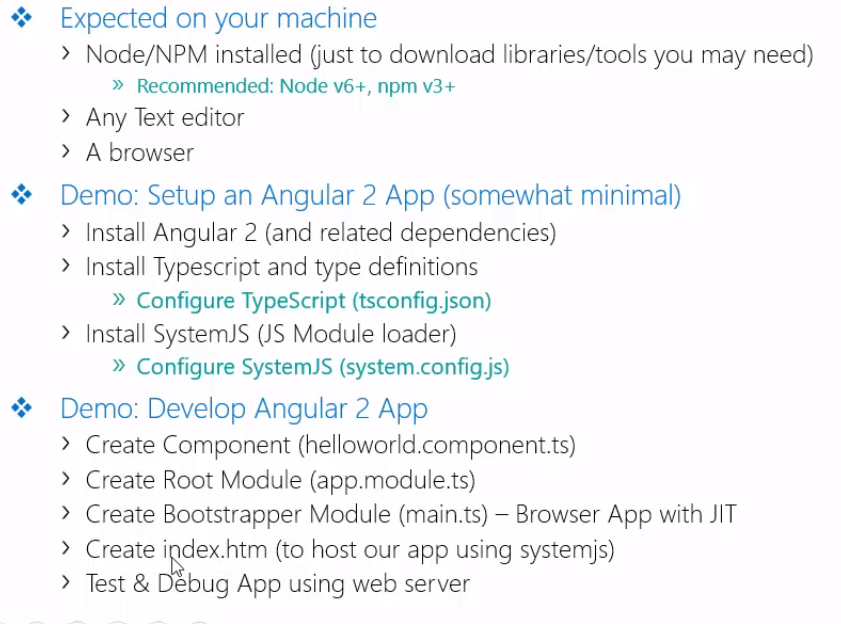 Expected on your machine
Node/NPM installed (just to download libraries/tools you may need)
Recommended: Node v6+, npm v3+
Any Text editor
A browser
Demo: Setup an Angular 2 App (somewhat minimal)
Install Angular 2 (and related dependencies)
Install Typescript and type definitions
Configure TypeScript (tsconfig.json)
Install SystemJS (JS Module loader)
Configure SystemJS (system.config.js)
Demo: Develop Angular 2 App
Create Component (helloworld.component.ts)
Create Root Module (app.module.ts)
Create Bootstrapper Module (main.ts) – Browser App with JIT
Create index.htm (to host our app using systemjs)
Test & Debug App using web server